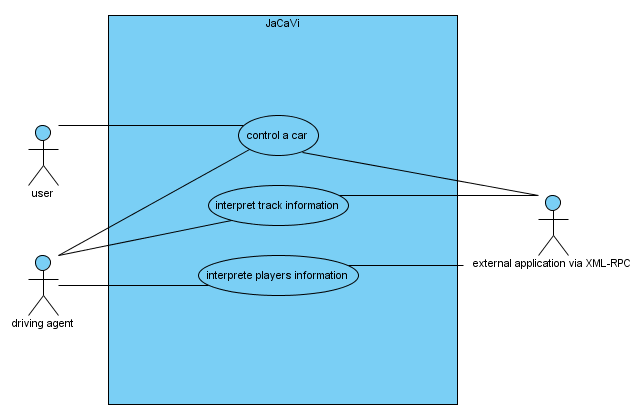 JaCaVi
control a car
user
interpret track information
external application via XML-RPC
interprete players information
driving agent